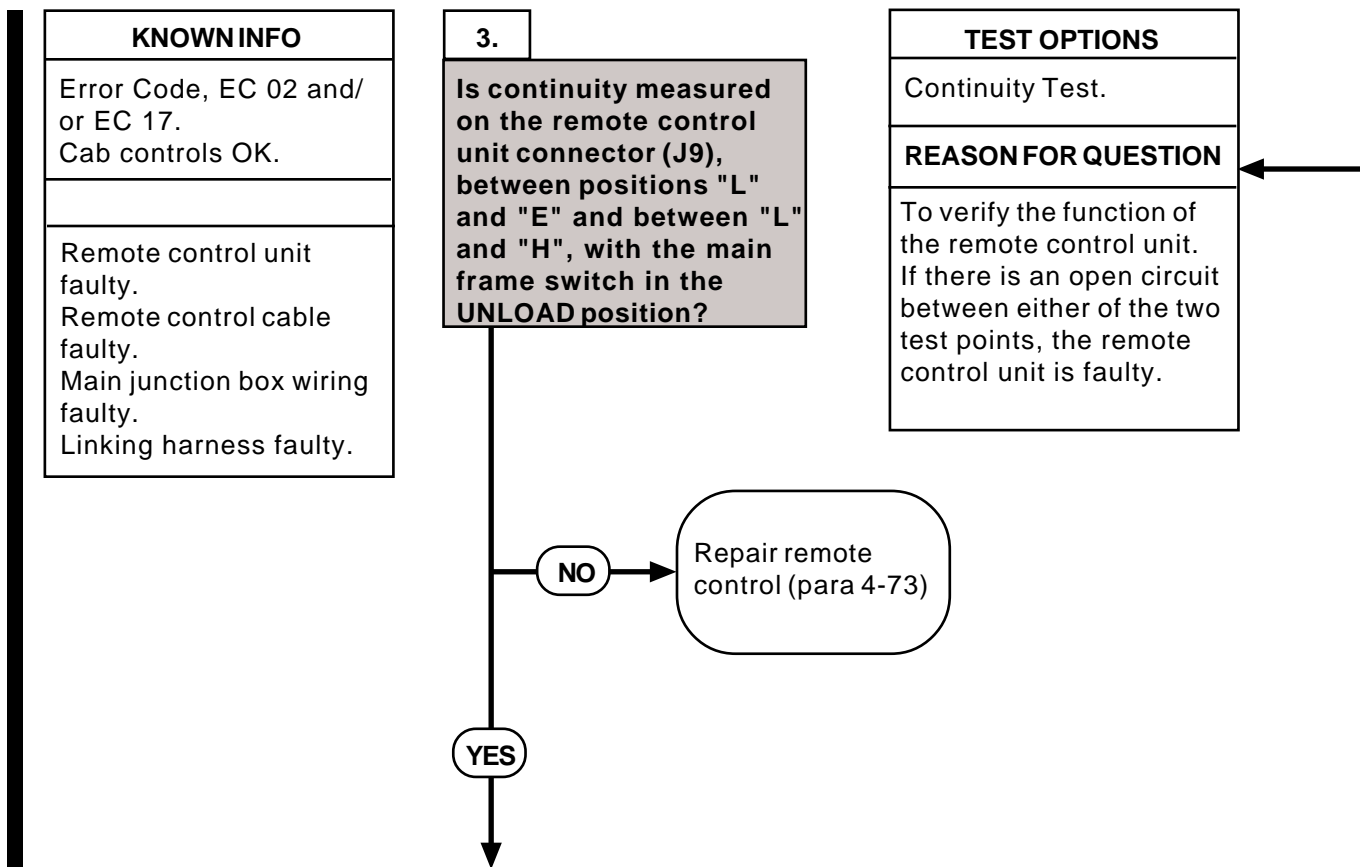 KNOWN INFO
Error Code, EC 02 and/
or EC 17.
Cab controls OK.
Remote control unit
faulty.
Remote control cable
faulty.
Main junction box wiring
faulty.
Linking harness faulty.
3.
Is continuity measured
on the remote control
unit connector (J9),
between positions "L"
and "E" and between "L"
and "H", with the main
frame switch in the
UNLOAD position?
TEST OPTIONS
Continuity Test.
REASON FOR QUESTION
To verify the function of
the remote control unit.
If there is an open circuit
between either of the two
test points, the remote
control unit is faulty.
NO
Repair remote
control (para 4-73)
YES